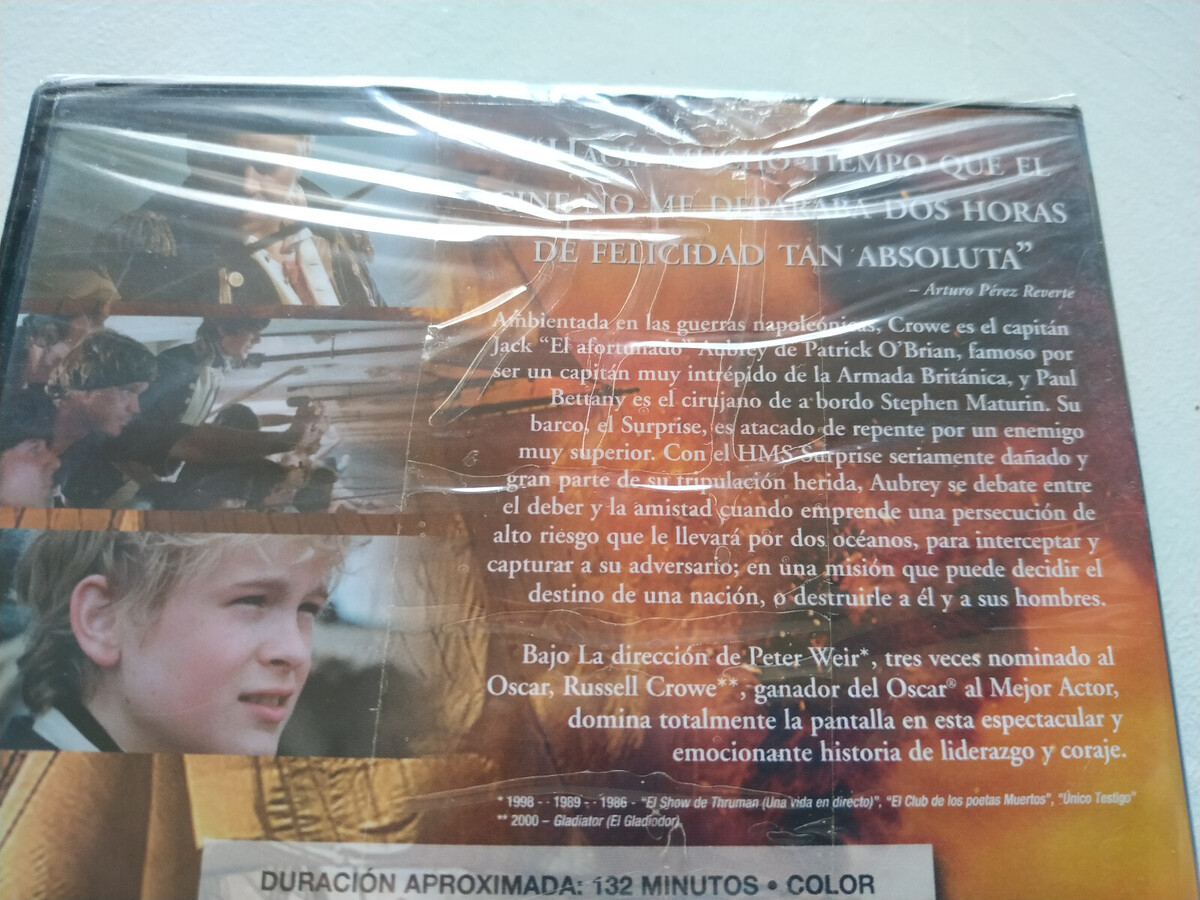 “HACÍA MUCHO TIEMPO QUE EL
CINE NO ME DEPARABA DOS HORAS
DE FELICIDAD TAN ABSOLUTA”
– Arturo Pérez Reverte
Ambientada en las guerras napoleónicas, Crowe es el capitán
Jack “El afortunado” Aubrey de Patrick O’Brian, famoso por
ser un capitán muy intrépido de la Armada Británica, y Paul
Bettany es el cirujano de a bordo Stephen Maturin. Su
barco, el Surprise, es atacado de repente por un enemigo
muy superior. Con el HMS Surprise seriamente dañado y
gran parte de su tripulación herida, Aubrey se debate entre
el deber y la amistad cuando emprende una persecución de
alto riesgo que le llevará por dos océanos, para interceptar y
capturar a su adversario; en una misión que puede decidir el
destino de una nación, o destruirle a él y a sus hombres.
Bajo La dirección de Peter Weir*, tres veces nominado al
Oscar, Russell Crowe**, ganador del Oscar® al Mejor Actor,
domina totalmente la pantalla en esta espectacular y
emocionante historia de liderazgo y coraje.
* 1998 - - 1989 - - 1986 - “El Show de Thruman (Una vida en directo)”, “El Club de los poetas Muertos”, “Único Testigo”
** 2000 – Gladiator (El Gladiodor).
DURACIÓN APROXIMADA: 132 MINUTOS • COLOR